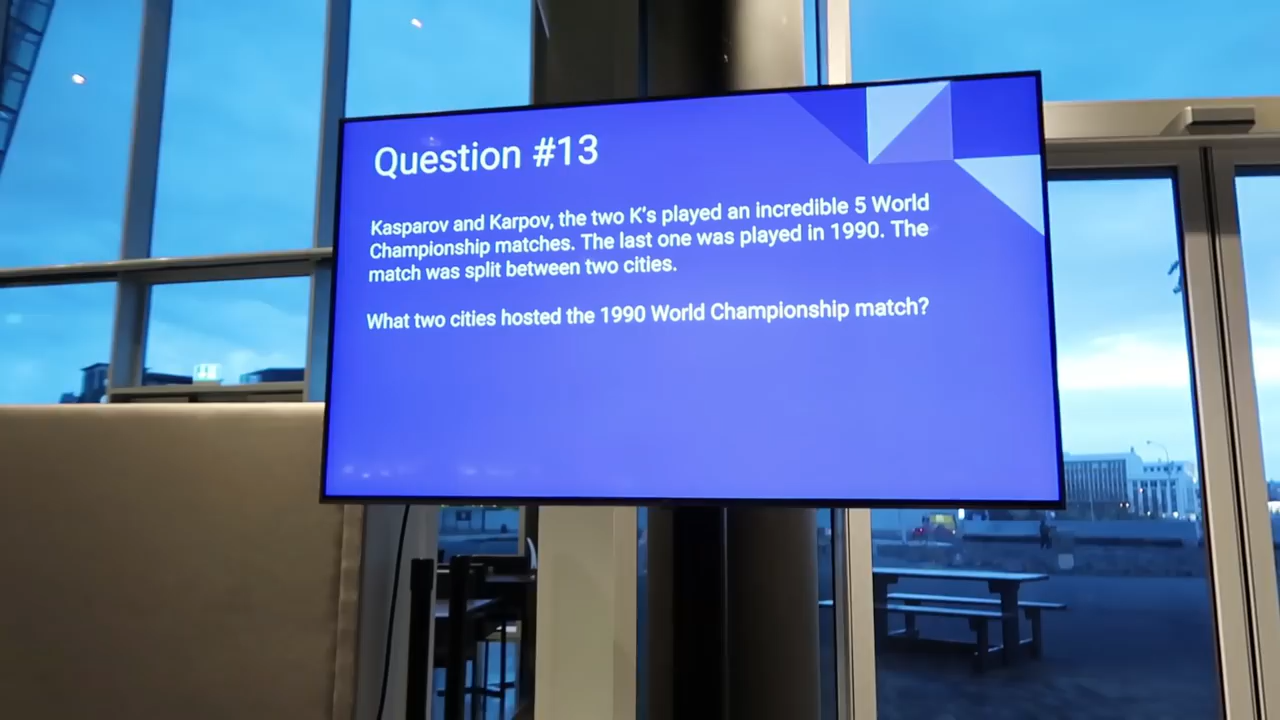 Question #13
Kasparov and Karpov, the two K's played an incredible 5 World
Championship matches. The last one was played in 1990. The
match was split between two cities.
What two cities hosted the 1990 World Championship match?